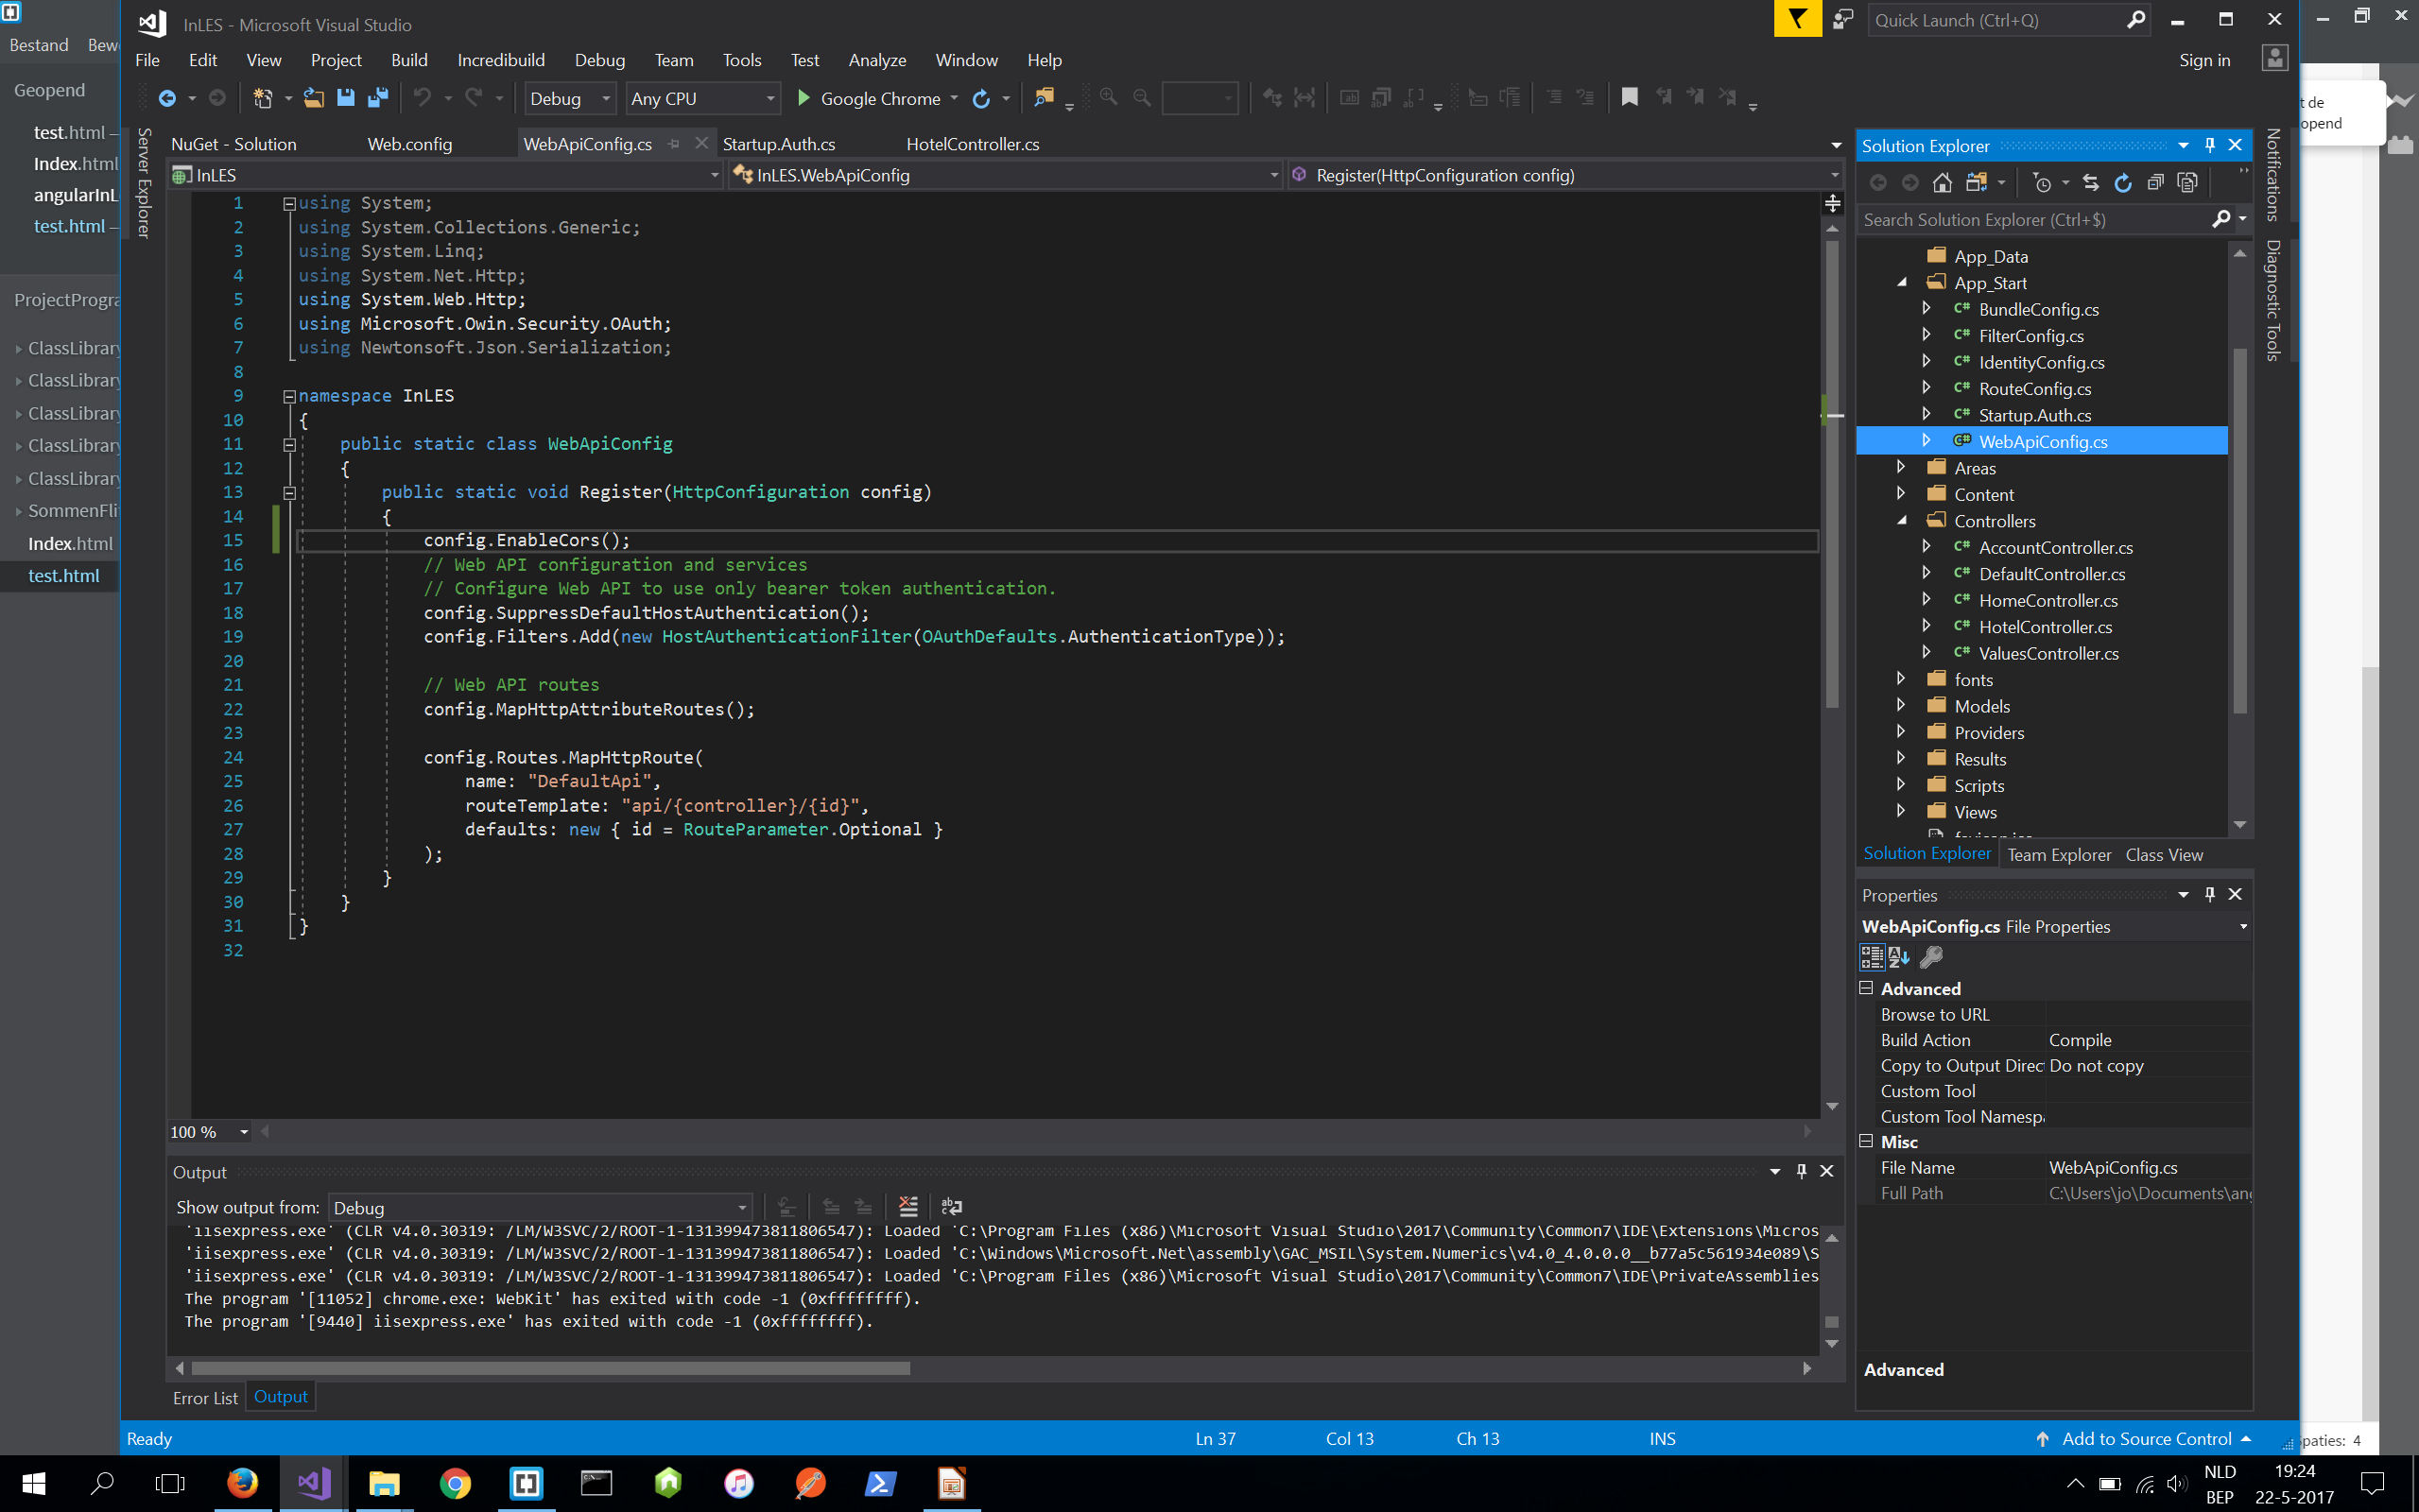 InLES - Microsoft Visual Studio
Quick Launch (Ctrl+Q)
Bestand
File Edit View Project Build Incredibuild Debug Team Tools Test Analyze Window Help
Sign in
Geopend
Debug Any CPU Google Chrome
t de
opend
test.html —
Index.html
test.html —
Server Explorer
NuGet - Solution Web.config WebApiConfig.cs Startup.Auth.cs HotelController.cs
InLES InLES.WebApiConfig Register(HttpConfiguration config)
1 using System;
2 using System.Collections.Generic;
3 using System.Linq;
4 using System.Net.Http;
5 using System.Web.Http;
6 using Microsoft.Owin.Security.OAuth;
7 using Newtonsoft.Json.Serialization;
8
9 namespace InLES
10 {
11 public static class WebApiConfig
12 {
13 public static void Register(HttpConfiguration config)
14 {
15 config.EnableCors();
16 // Web API configuration and services
17 // Configure Web API to use only bearer token authentication.
18 config.SuppressDefaultHostAuthentication();
19 config.Filters.Add(new HostAuthenticationFilter(OAuthDefaults.AuthenticationType));
20
21 // Web API routes
22 config.MapHttpAttributeRoutes();
23
24 config.Routes.MapHttpRoute(
25 name: "DefaultApi",
26 routeTemplate: "api/{controller}/{id}",
27 defaults: new { id = RouteParameter.Optional }
28 );
29 }
30 }
31 }
32
100 %
ProjectProgra
ClassLibrary
ClassLibrary
ClassLibrary
ClassLibrary
ClassLibrary
SommenFli
Index.html
test.html
Solution Explorer
Search Solution Explorer (Ctrl+$)
App_Data
App_Start
C# BundleConfig.cs
C# FilterConfig.cs
C# IdentityConfig.cs
C# RouteConfig.cs
C# Startup.Auth.cs
C# WebApiConfig.cs
Areas
Content
Controllers
C# AccountController.cs
C# DefaultController.cs
C# HomeController.cs
C# HotelController.cs
C# ValuesController.cs
fonts
Models
Providers
Results
Scripts
Views
Solution Explorer Team Explorer Class View
Notifications
Diagnostic Tools
Properties
WebApiConfig.cs File Properties
Advanced
Browse to URL
Build Action Compile
Copy to Output Direc Do not copy
Custom Tool
Custom Tool Namesp
Misc
File Name WebApiConfig.cs
Full Path C:\Users\jo\Documents\an
Advanced
Output
Show output from: Debug
'iisexpress.exe' (CLR v4.0.30319: /LM/W3SVC/2/ROOT-1-131399473811806547): Loaded 'C:\Program Files (x86)\Microsoft Visual Studio\2017\Community\Common7\IDE\Extensions\Micros
'iisexpress.exe' (CLR v4.0.30319: /LM/W3SVC/2/ROOT-1-131399473811806547): Loaded 'C:\Windows\Microsoft.Net\assembly\GAC_MSIL\System.Numerics\v4.0_4.0.0.0__b77a5c561934e089\S
'iisexpress.exe' (CLR v4.0.30319: /LM/W3SVC/2/ROOT-1-131399473811806547): Loaded 'C:\Program Files (x86)\Microsoft Visual Studio\2017\Community\Common7\IDE\PrivateAssemblies
The program '[11052] chrome.exe: WebKit' has exited with code -1 (0xffffffff).
The program '[9440] iisexpress.exe' has exited with code -1 (0xffffffff).
Error List Output
Ready Ln 37 Col 13 Ch 13 INS Add to Source Control
paties: 4
NLD 19:24
BEP 22-5-2017